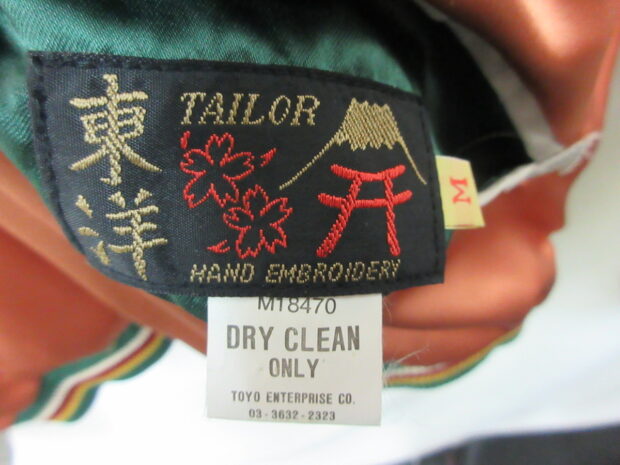 東洋
TAILOR
HAND EMBROIDERY
M
M18470
DRY CLEAN
ONLY
TOYO ENTERPRISE CO.
03-3632-2323